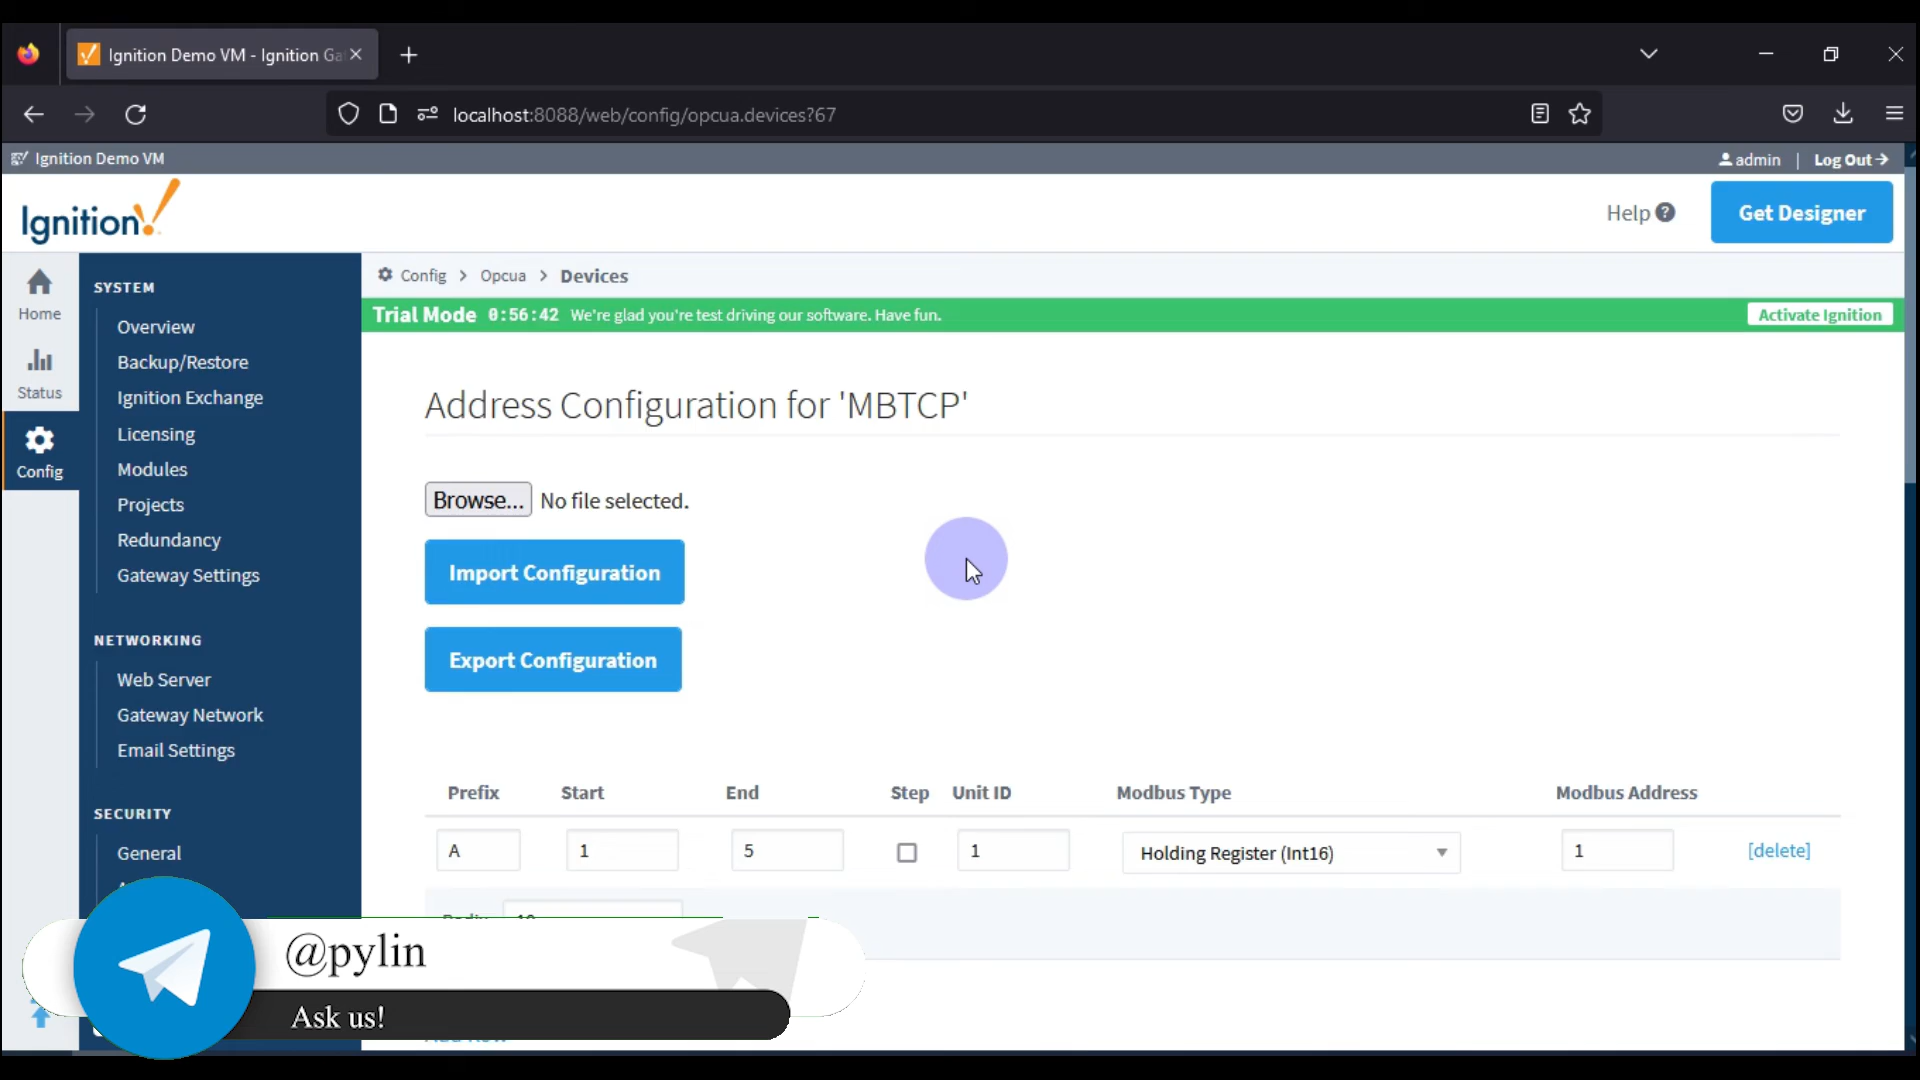 Ignition Demo VM - Ignition Ga
localhost:8088/web/config/opcua.devices?67
Ignition Demo VM
admin | Log Out
Ignition!
Help ?
Get Designer
Home
Status
Config
SYSTEM
Overview
Backup/Restore
Ignition Exchange
Licensing
Modules
Projects
Redundancy
Gateway Settings
NETWORKING
Web Server
Gateway Network
Email Settings
SECURITY
General
Config > Opcua > Devices
Trial Mode 0:56:42 We're glad you're test driving our software. Have fun.
Activate Ignition
Address Configuration for 'MBTCP'
Browse... No file selected.
Import Configuration
Export Configuration
Prefix Start End Step Unit ID Modbus Type Modbus Address
A 1 5 1 Holding Register (Int16) 1 [delete]
@pylin
Ask us!